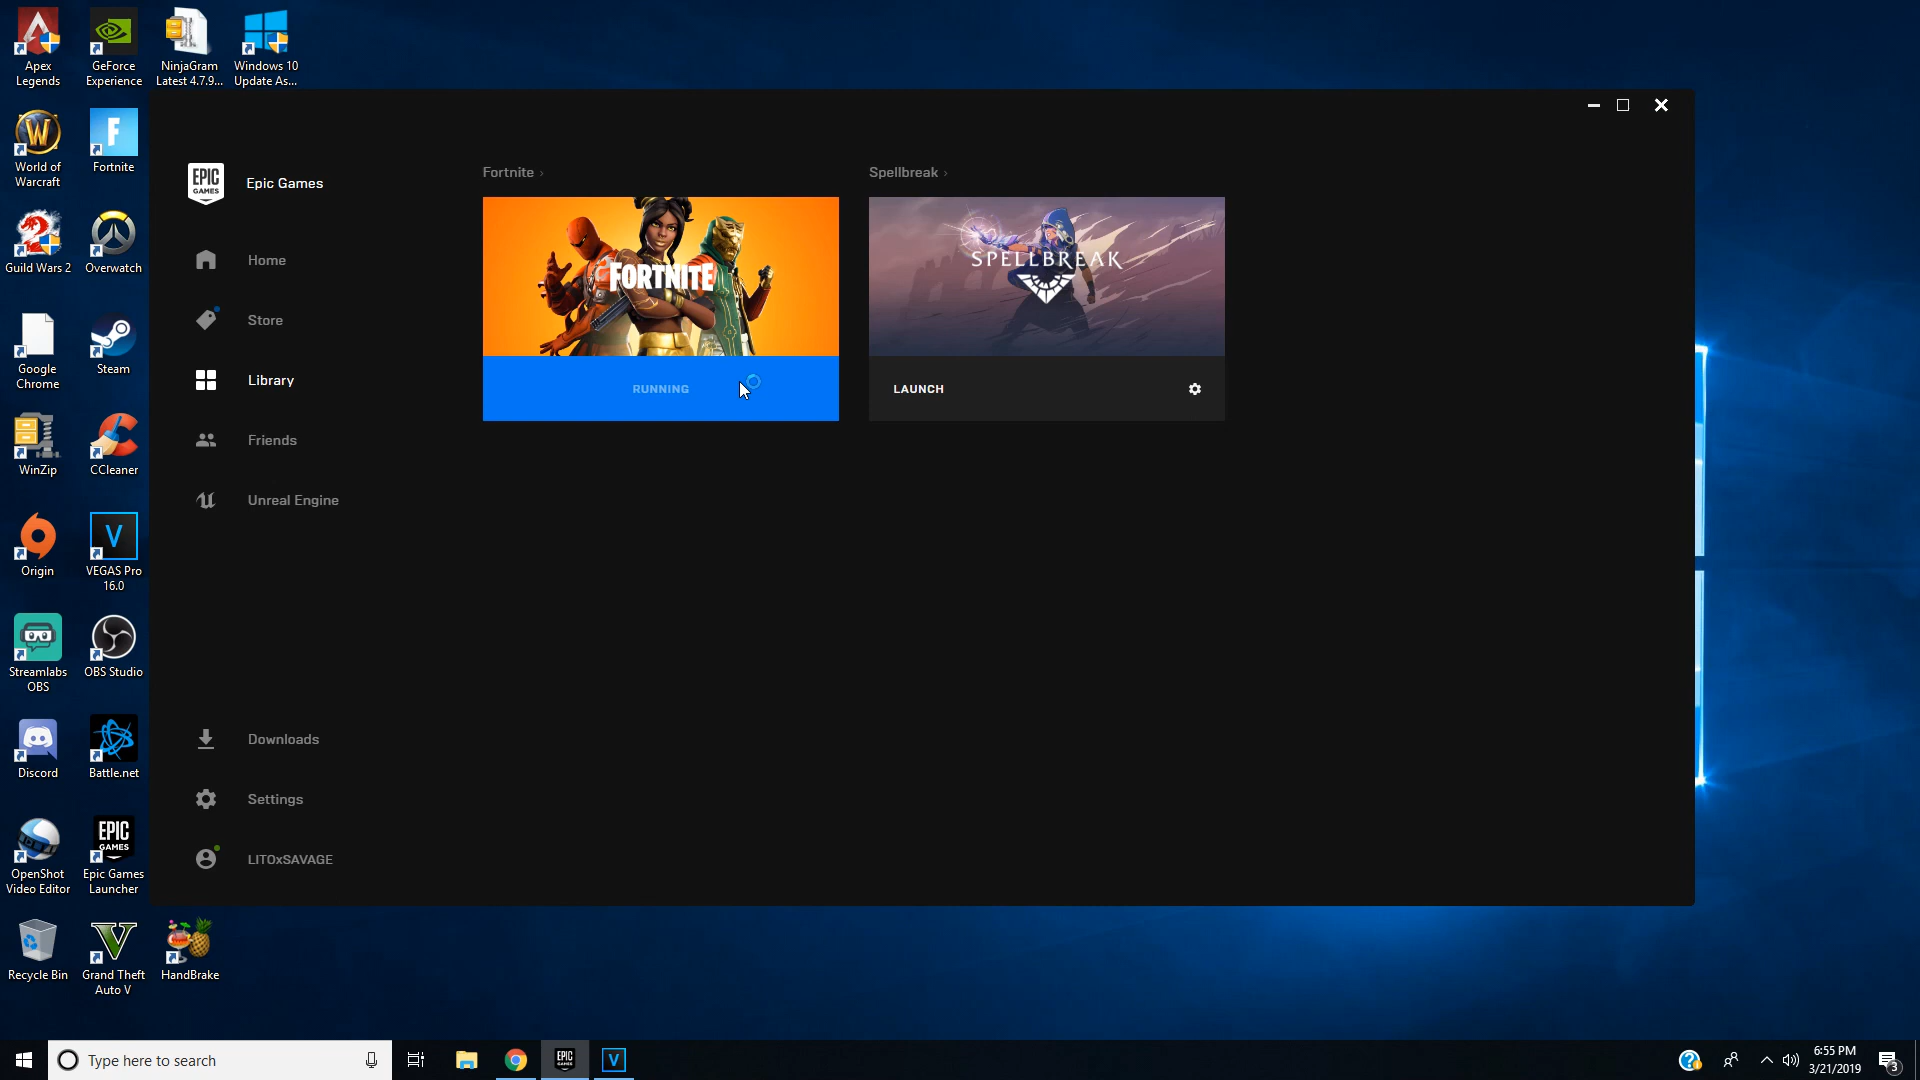 Apex
Legends
GeForce
Experience
NinjaGram
Latest 4.7.9...
Windows 10
Update As...
World of
Warcraft
Fortnite
Guild Wars 2
Overwatch
Google
Chrome
Steam
WinZip
CCleaner
Origin
VEGAS Pro
16.0
Streamlabs
OBS
OBS Studio
Discord
Battle.net
OpenShot
Video Editor
Epic Games
Launcher
Recycle Bin
Grand Theft
Auto V
HandBrake
EPIC
GAMES
Epic Games
Home
Store
Library
Friends
Unreal Engine
Downloads
Settings
LITOxSAVAGE
Fortnite ›
FORTNITE
RUNNING
Spellbreak ›
SPELLBREAK
LAUNCH
Type here to search
6:55 PM
3/21/2019
3